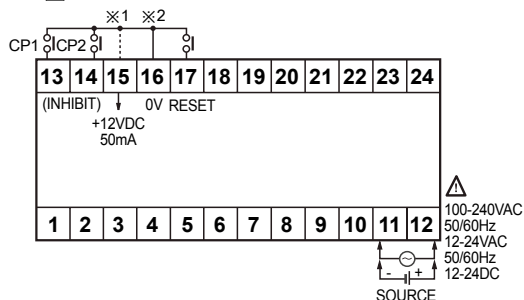 ※1 ※2
CP1 CP2
13 14 15 16 17 18 19 20 21 22 23 24
(INHIBIT) 0V RESET
+12VDC
50mA
1 2 3 4 5 6 7 8 9 10 11 12
100-240VAC
50/60Hz
12-24VAC
50/60Hz
12-24DC
- +
SOURCE